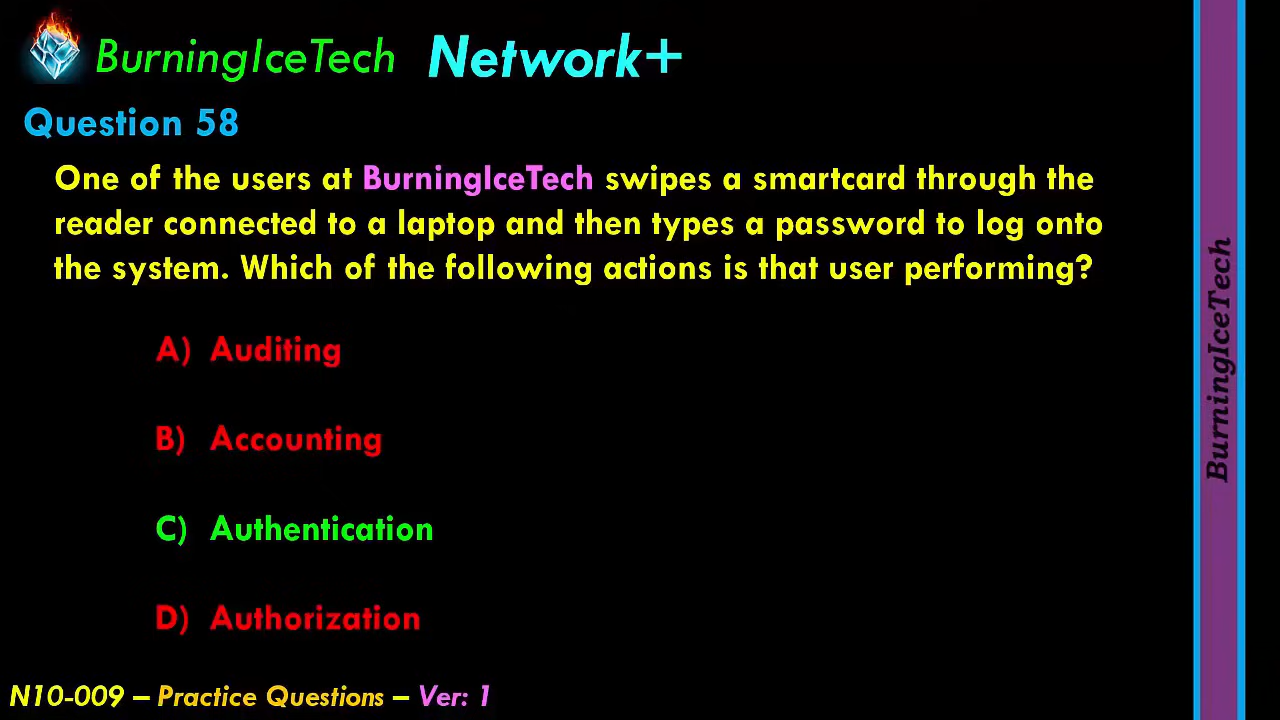 BurningIceTech Network+
Question 58
One of the users at BurningIceTech swipes a smartcard through the
reader connected to a laptop and then types a password to log onto
the system. Which of the following actions is that user performing?
A) Auditing
B) Accounting
C) Authentication
D) Authorization
N10-009 – Practice Questions – Ver: 1
BurningIceTech